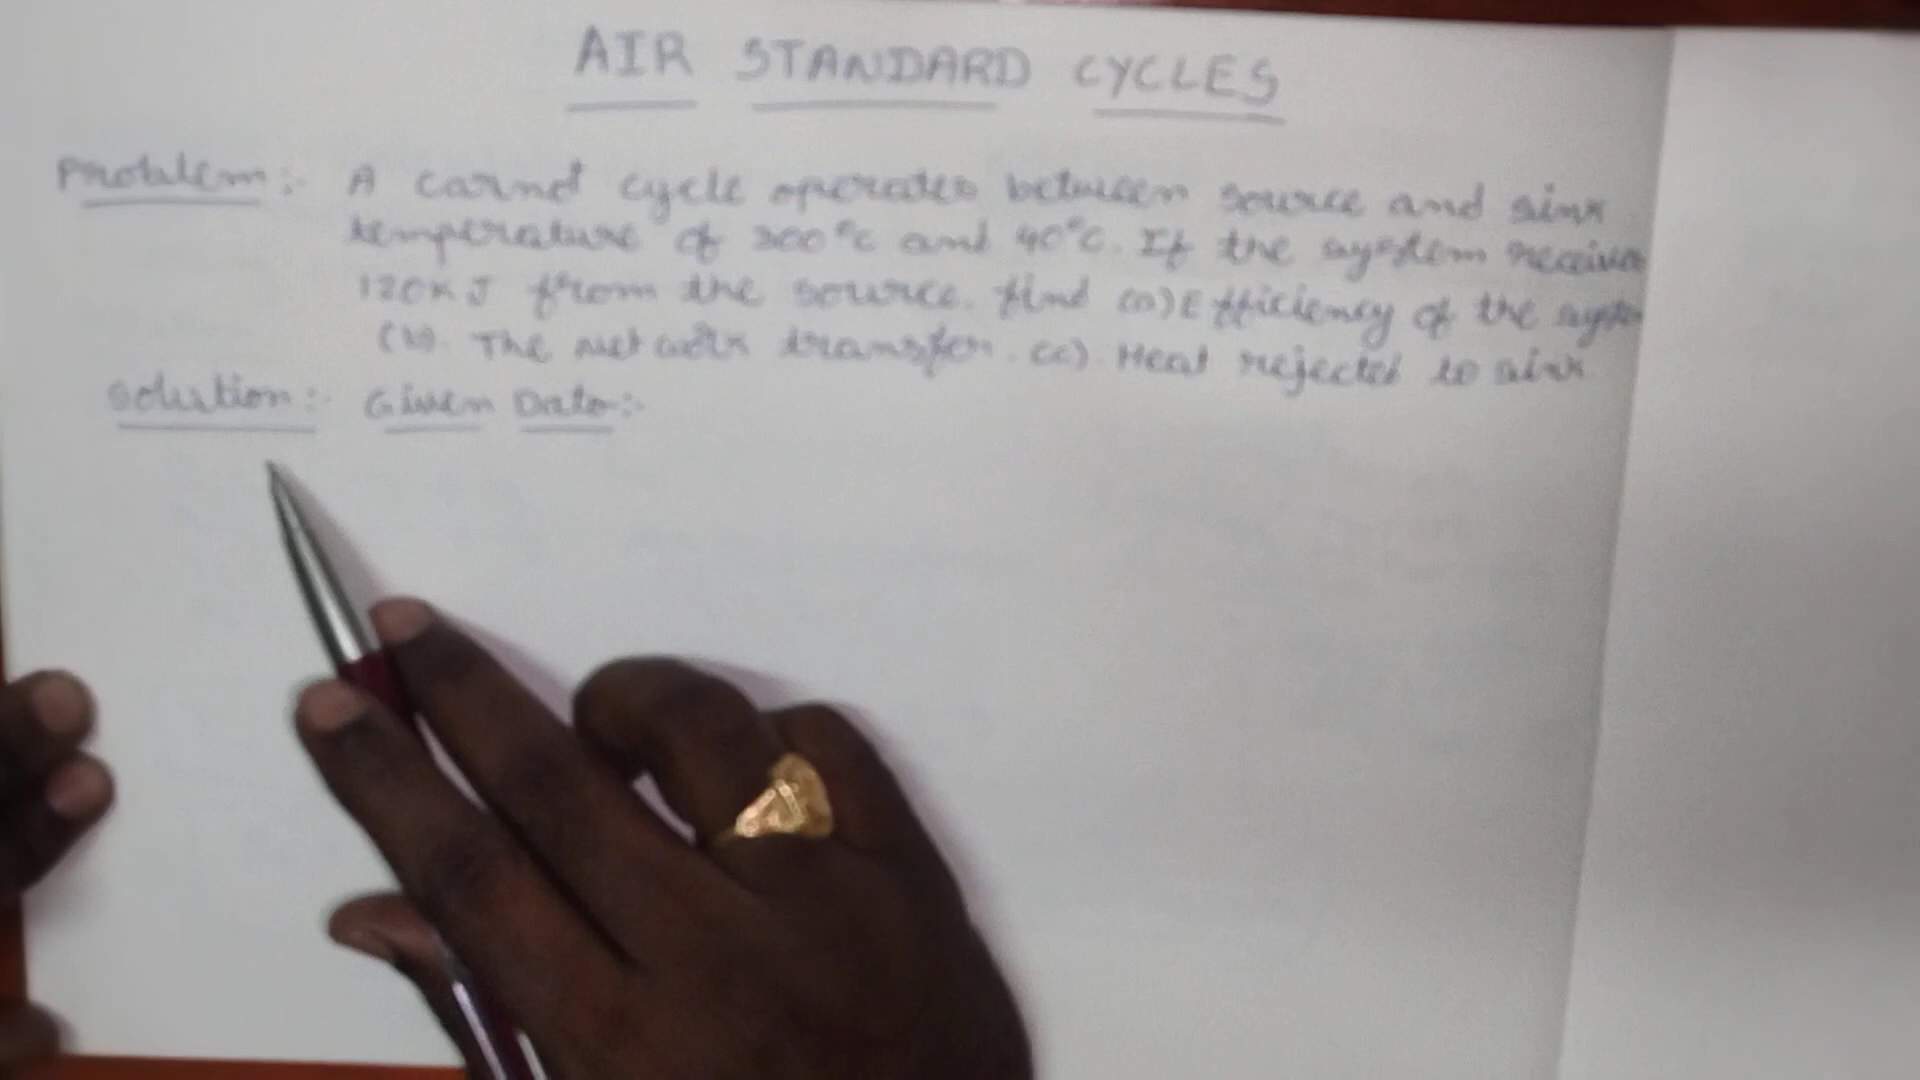 AIR STANDARD CYCLES
Problem:- A carnot cycle operates between source and sink
temperature of 300°C and 40°C. If the system receives
120KJ from the source. find (a) Efficiency of the system
(b). The net work transfer. (c). Heat rejected to sink
Solution:- Given Data:-